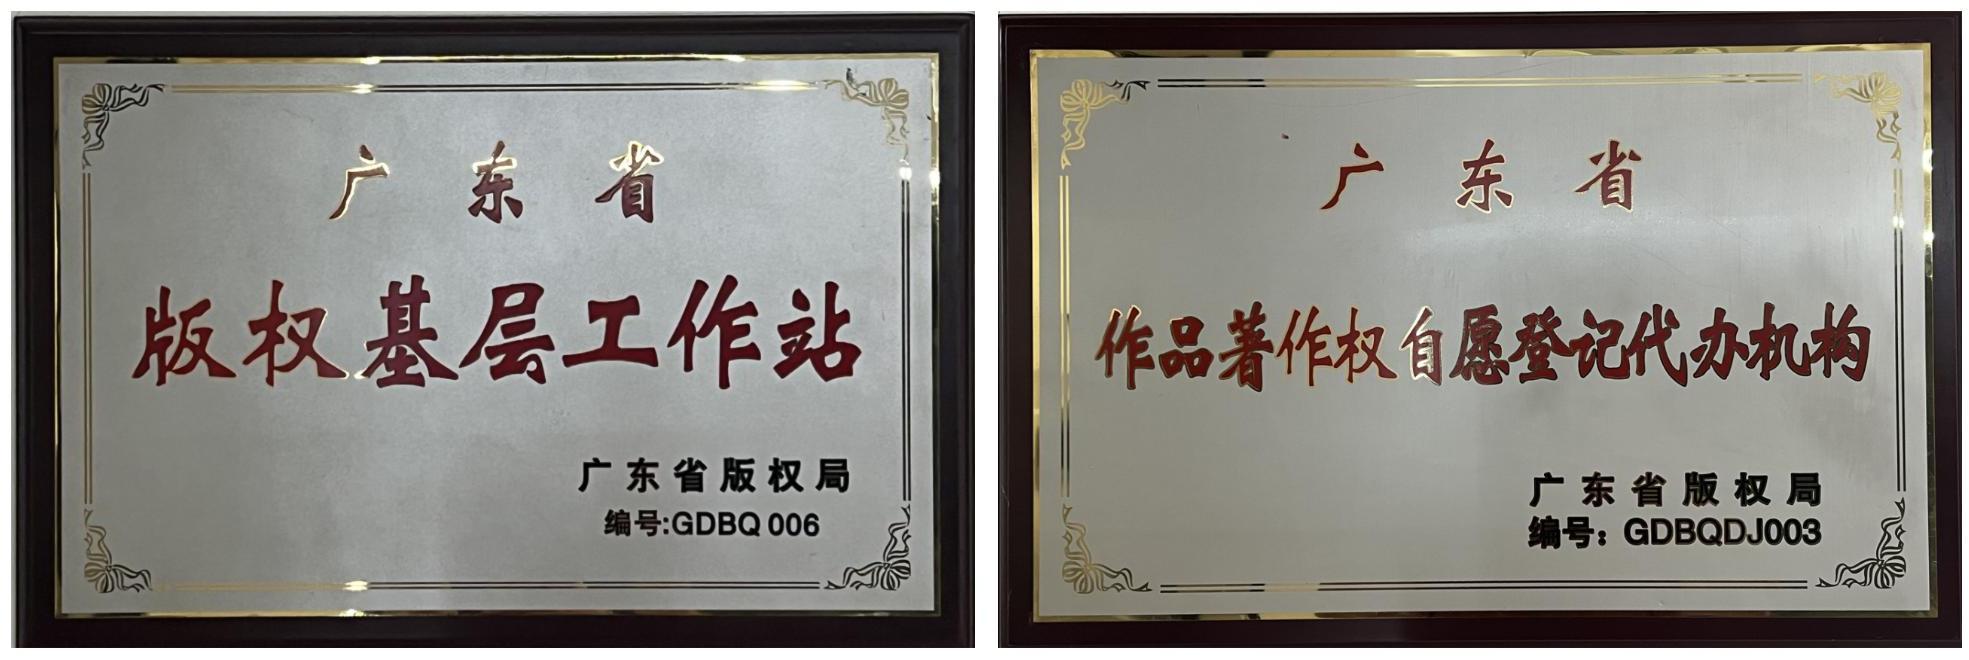 广东省
版权基层工作站
广东省版权局
编号:GDBQ 006
广东省
作品著作权自愿登记代办机构
广东省版权局
编号：GDBQDJ003